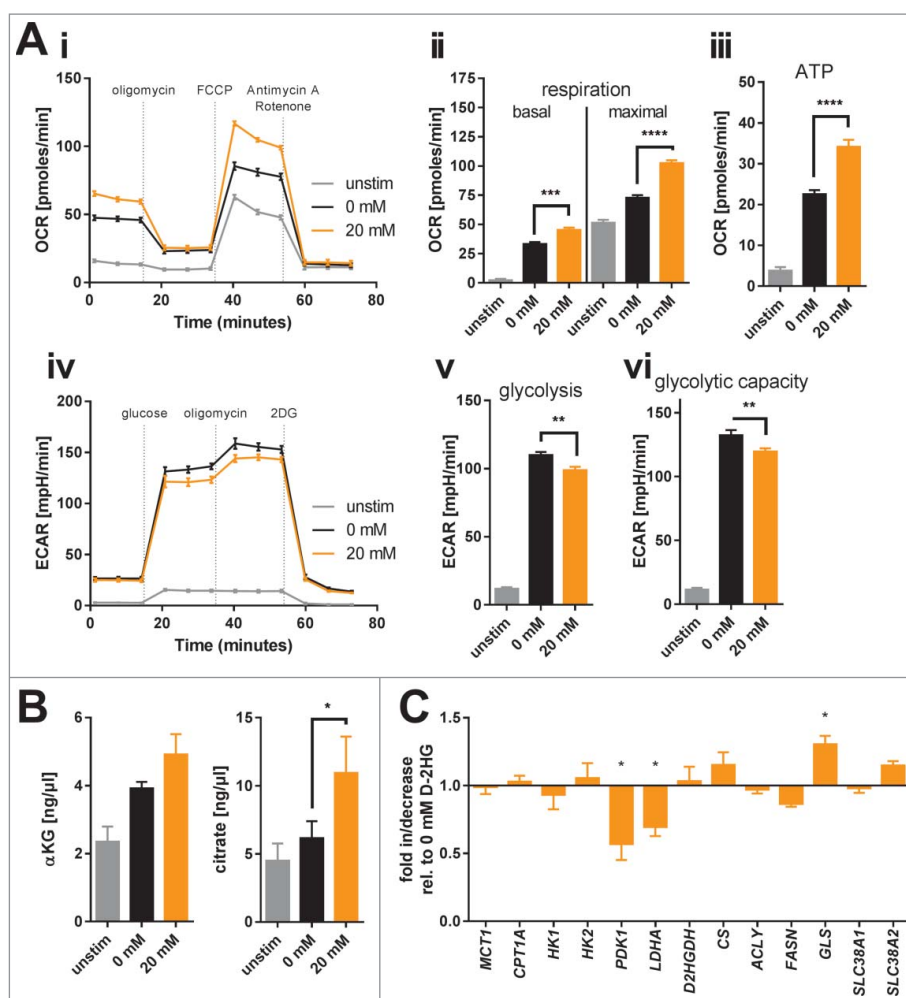 A
i
OCR [pmoles/min]
150
100
50
0
oligomycin
FCCP
Antimycin A
Rotenone
unstim
0 mM
20 mM
0
20
40
60
80
Time (minutes)
ii
respiration
basal
maximal
OCR [pmoles/min]
175
150
125
100
75
50
25
0
***
****
unstim
0 mM
20 mM
unstim
0 mM
20 mM
iii
ATP
OCR [pmoles/min]
40
30
20
10
0
****
unstim
0 mM
20 mM
iv
ECAR [mpH/min]
200
150
100
50
0
glucose
oligomycin
2DG
unstim
0 mM
20 mM
0
20
40
60
80
Time (minutes)
v
glycolysis
ECAR [mpH/min]
150
100
50
0
**
unstim
0 mM
20 mM
vi
glycolytic capacity
ECAR [mpH/min]
150
100
50
0
**
unstim
0 mM
20 mM
B
αKG [ng/µl]
6
4
2
0
unstim
0 mM
20 mM
citrate [ng/µl]
15
10
5
0
*
unstim
0 mM
20 mM
C
fold in/decrease
rel. to 0 mM D-2HG
1.5
1.0
0.5
0.0
*
*
*
MCT1
CPT1A
HK1
HK2
PDK1
LDHA
D2HGDH
CS
ACLY
FASN
GLS
SLC38A1
SLC38A2